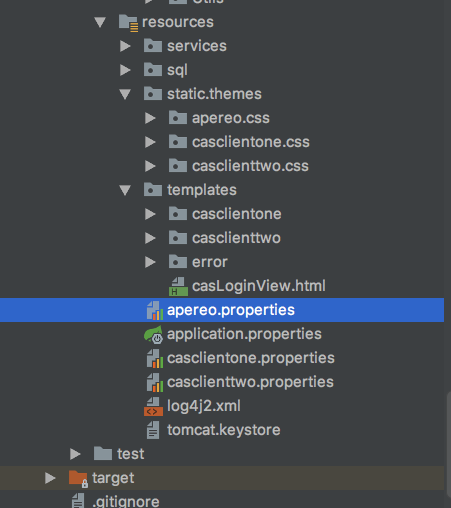 Utils
resources
services
sql
static.themes
apereo.css
casclientone.css
casclienttwo.css
templates
casclientone
casclienttwo
error
casLoginView.html
apereo.properties
application.properties
casclientone.properties
casclienttwo.properties
log4j2.xml
tomcat.keystore
test
target
.gitignore